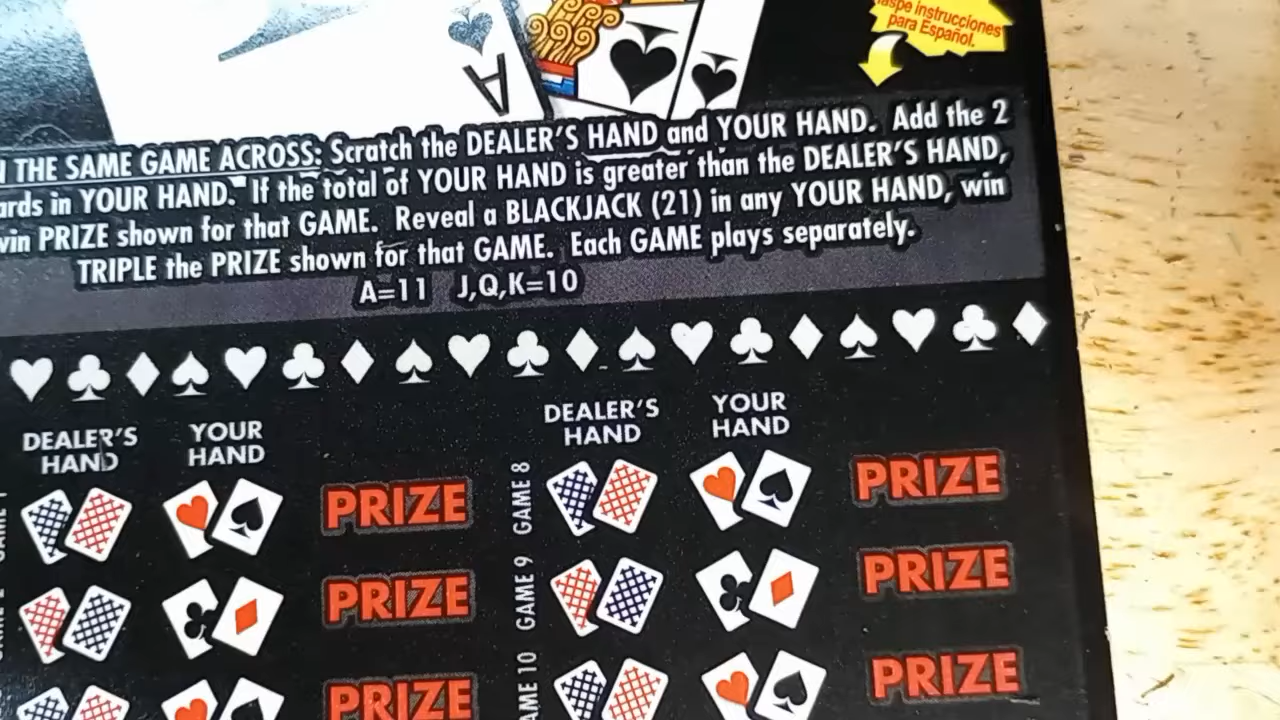 A
aspe instrucciones
para Español.
THE SAME GAME ACROSS: Scratch the DEALER'S HAND and YOUR HAND. Add the 2
ards in YOUR HAND. If the total of YOUR HAND is greater than the DEALER'S HAND,
win PRIZE shown for that GAME. Reveal a BLACKJACK (21) in any YOUR HAND, win
TRIPLE the PRIZE shown for that GAME. Each GAME plays separately.
A=11 J,Q,K=10
DEALER'S HAND YOUR HAND DEALER'S HAND YOUR HAND
PRIZE GAME 8 PRIZE
PRIZE GAME 9 PRIZE
PRIZE AME 10 PRIZE